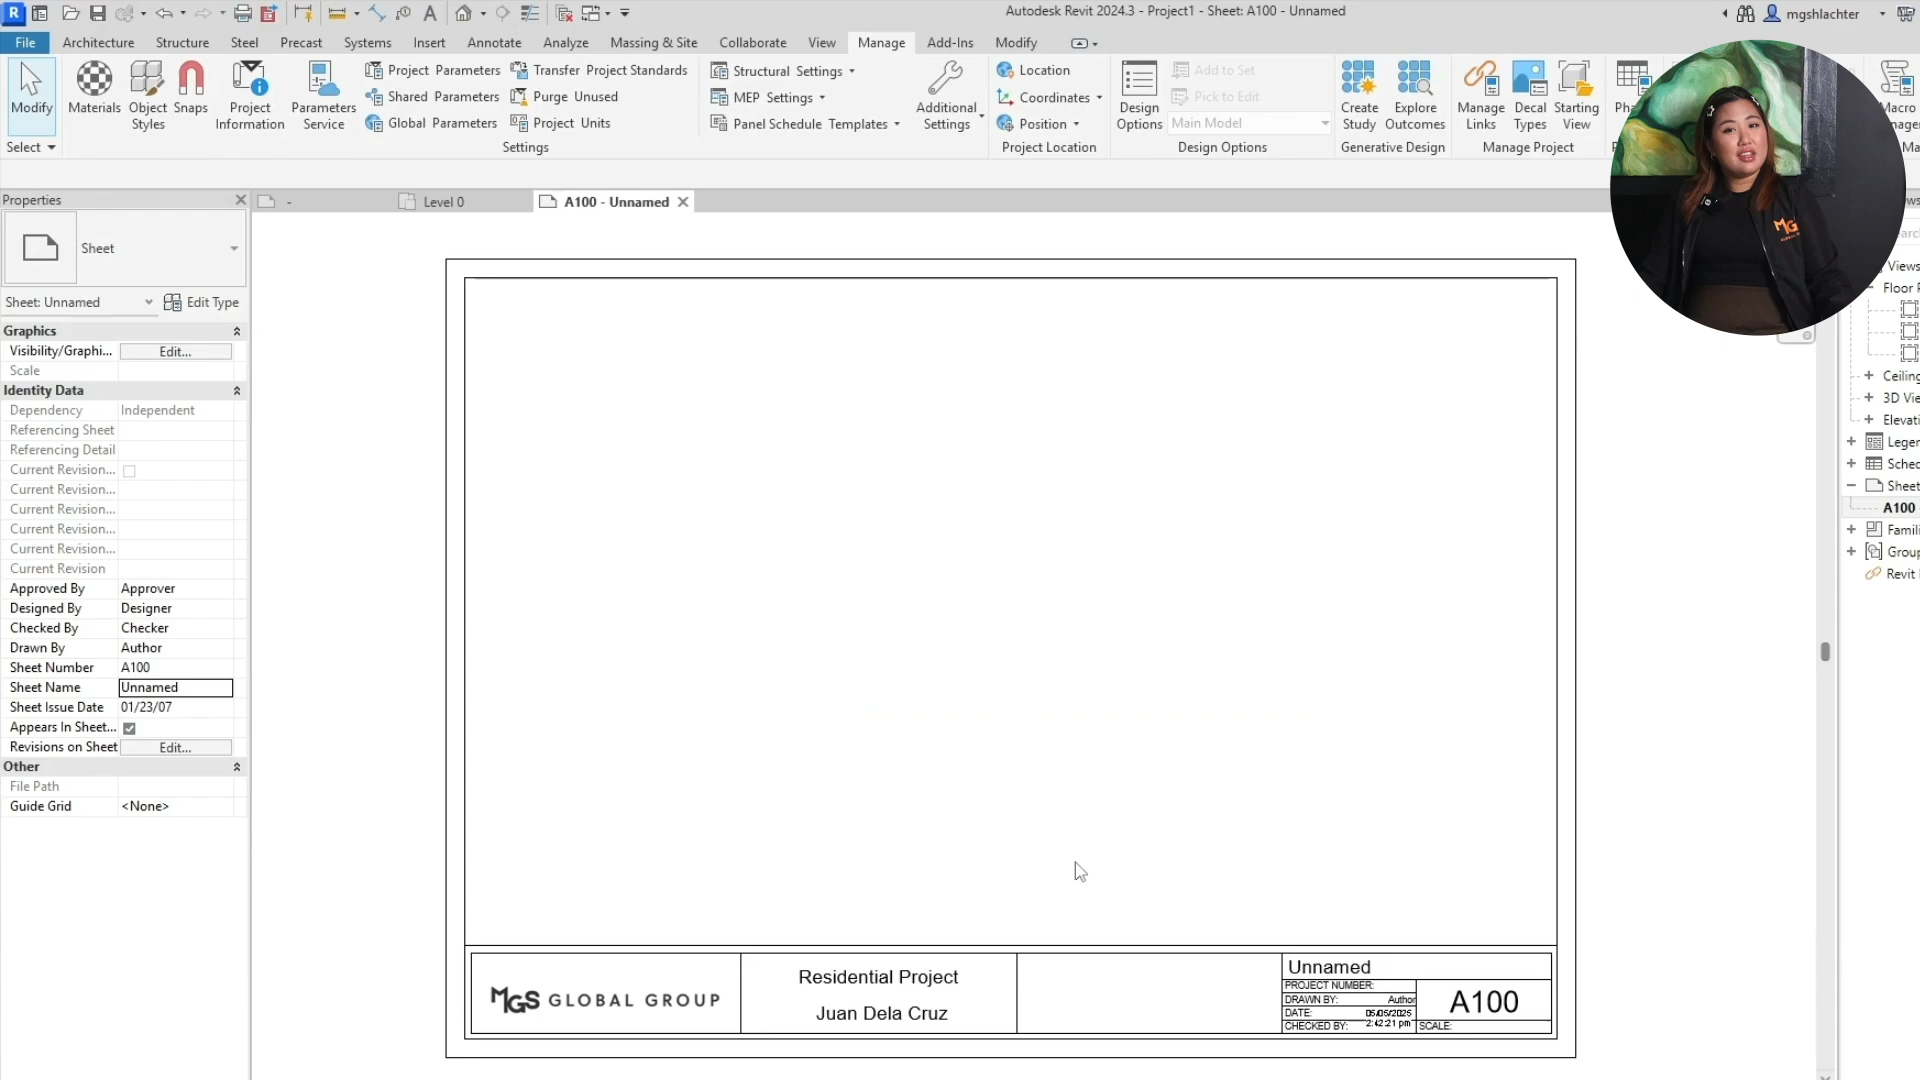 Autodesk Revit 2024.3 - Project1 - Sheet: A100 - Unnamed
mgshlachter
File Architecture Structure Steel Precast Systems Insert Annotate Analyze Massing & Site Collaborate View Manage Add-Ins Modify
Modify
Select
Materials
Object Styles
Snaps
Project Information
Parameters Service
Project Parameters
Shared Parameters
Global Parameters
Transfer Project Standards
Purge Unused
Project Units
Settings
Structural Settings
MEP Settings
Panel Schedule Templates
Additional Settings
Location
Coordinates
Position
Project Location
Design Options
Add to Set
Pick to Edit
Main Model
Design Options
Create Study
Explore Outcomes
Generative Design
Manage Links
Decal Types
Starting View
Manage Project
Properties
- 
Level 0
A100 - Unnamed
Sheet
Sheet: Unnamed
Edit Type
Graphics
Visibility/Graphi... Edit...
Scale
Identity Data
Dependency Independent
Referencing Sheet
Referencing Detail
Current Revision...
Current Revision...
Current Revision...
Current Revision...
Current Revision...
Current Revision
Approved By Approver
Designed By Designer
Checked By Checker
Drawn By Author
Sheet Number A100
Sheet Name Unnamed
Sheet Issue Date 01/23/07
Appears In Sheet...
Revisions on Sheet Edit...
Other
File Path
Guide Grid <None>
MGS GLOBAL GROUP
Residential Project
Juan Dela Cruz
Unnamed
PROJECT NUMBER:
DRAWN BY: Author
DATE: 05/05/2025 2:42:21 pm
CHECKED BY:
A100
SCALE:
Views
Floor
Ceiling
3D Vie
Elevati
Leger
Sched
Sheet
A100
Famili
Group
Revit
MG